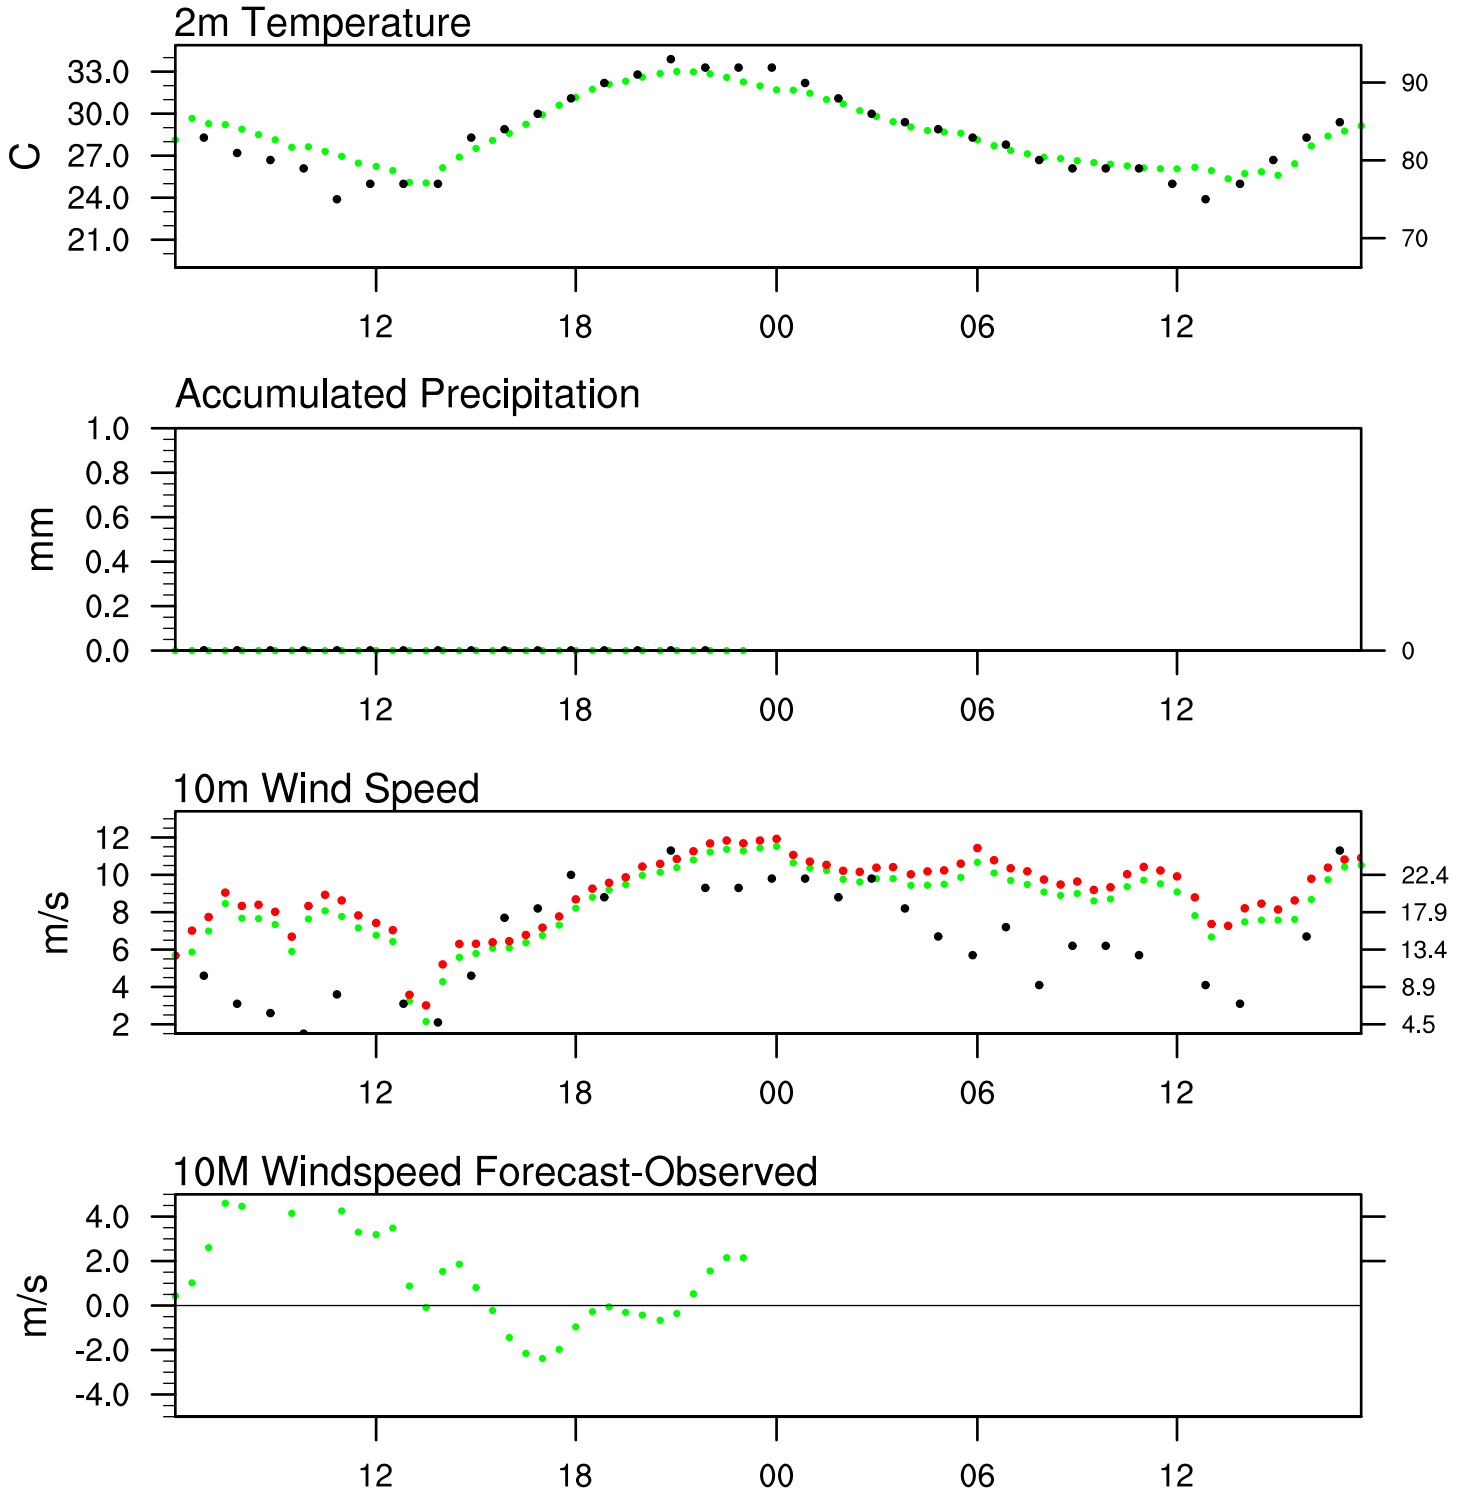 2m Temperature
33.0
30.0
27.0
24.0
21.0
C
90
80
70
12 18 00 06 12
Accumulated Precipitation
1.0
0.8
0.6
0.4
0.2
0.0
mm
0
12 18 00 06 12
10m Wind Speed
12
10
8
6
4
2
m/s
22.4
17.9
13.4
8.9
4.5
12 18 00 06 12
10M Windspeed Forecast-Observed
4.0
2.0
0.0
-2.0
-4.0
m/s
12 18 00 06 12